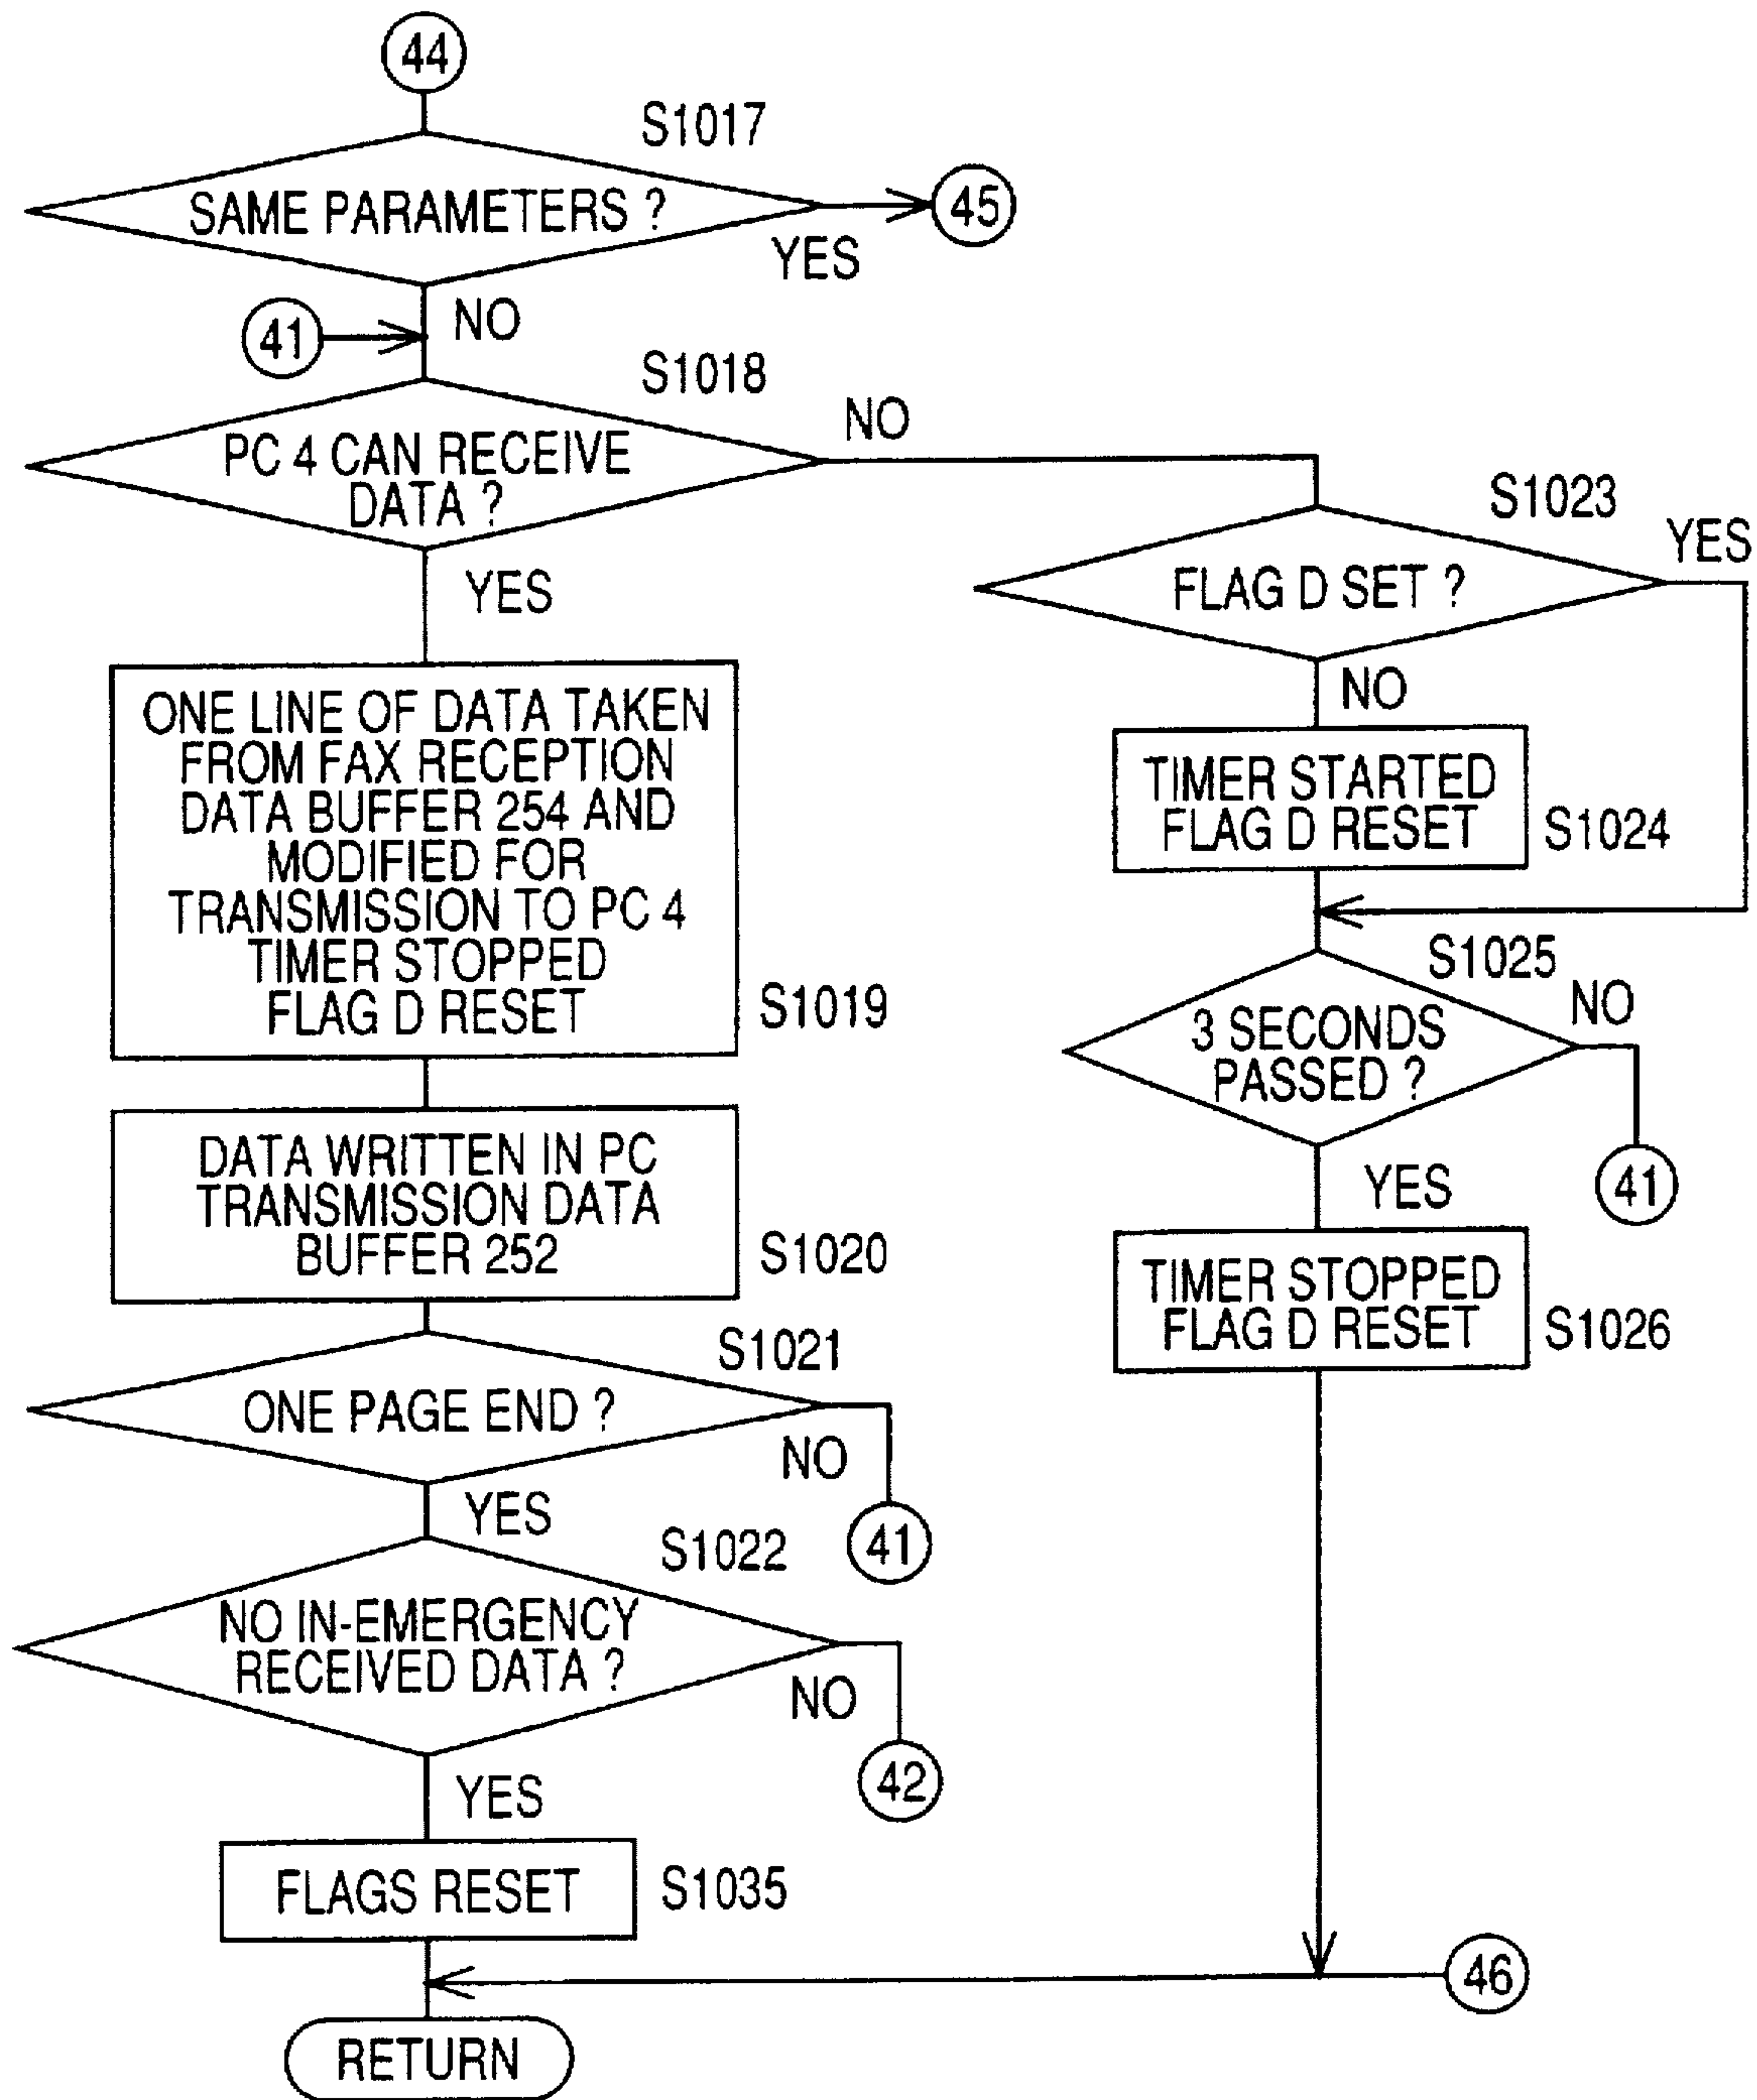 44
S1017
SAME PARAMETERS ?
45
YES
NO
41
S1018
NO
PC 4 CAN RECEIVE
DATA ?
YES
S1023
YES
FLAG D SET ?
NO
ONE LINE OF DATA TAKEN
FROM FAX RECEPTION
DATA BUFFER 254 AND
MODIFIED FOR
TRANSMISSION TO PC 4
TIMER STOPPED
FLAG D RESET
S1019
TIMER STARTED
FLAG D RESET
S1024
S1025
NO
3 SECONDS
PASSED ?
41
YES
DATA WRITTEN IN PC
TRANSMISSION DATA
BUFFER 252
S1020
TIMER STOPPED
FLAG D RESET
S1026
S1021
ONE PAGE END ?
NO
41
YES
S1022
NO IN-EMERGENCY
RECEIVED DATA ?
NO
42
YES
FLAGS RESET
S1035
46
RETURN